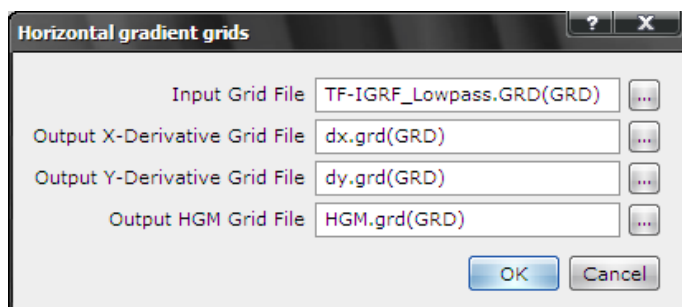 Horizontal gradient grids ? X
Input Grid File TF-IGRF_Lowpass.GRD(GRD) ...
Output X-Derivative Grid File dx.grd(GRD) ...
Output Y-Derivative Grid File dy.grd(GRD) ...
Output HGM Grid File HGM.grd(GRD) ...
OK Cancel